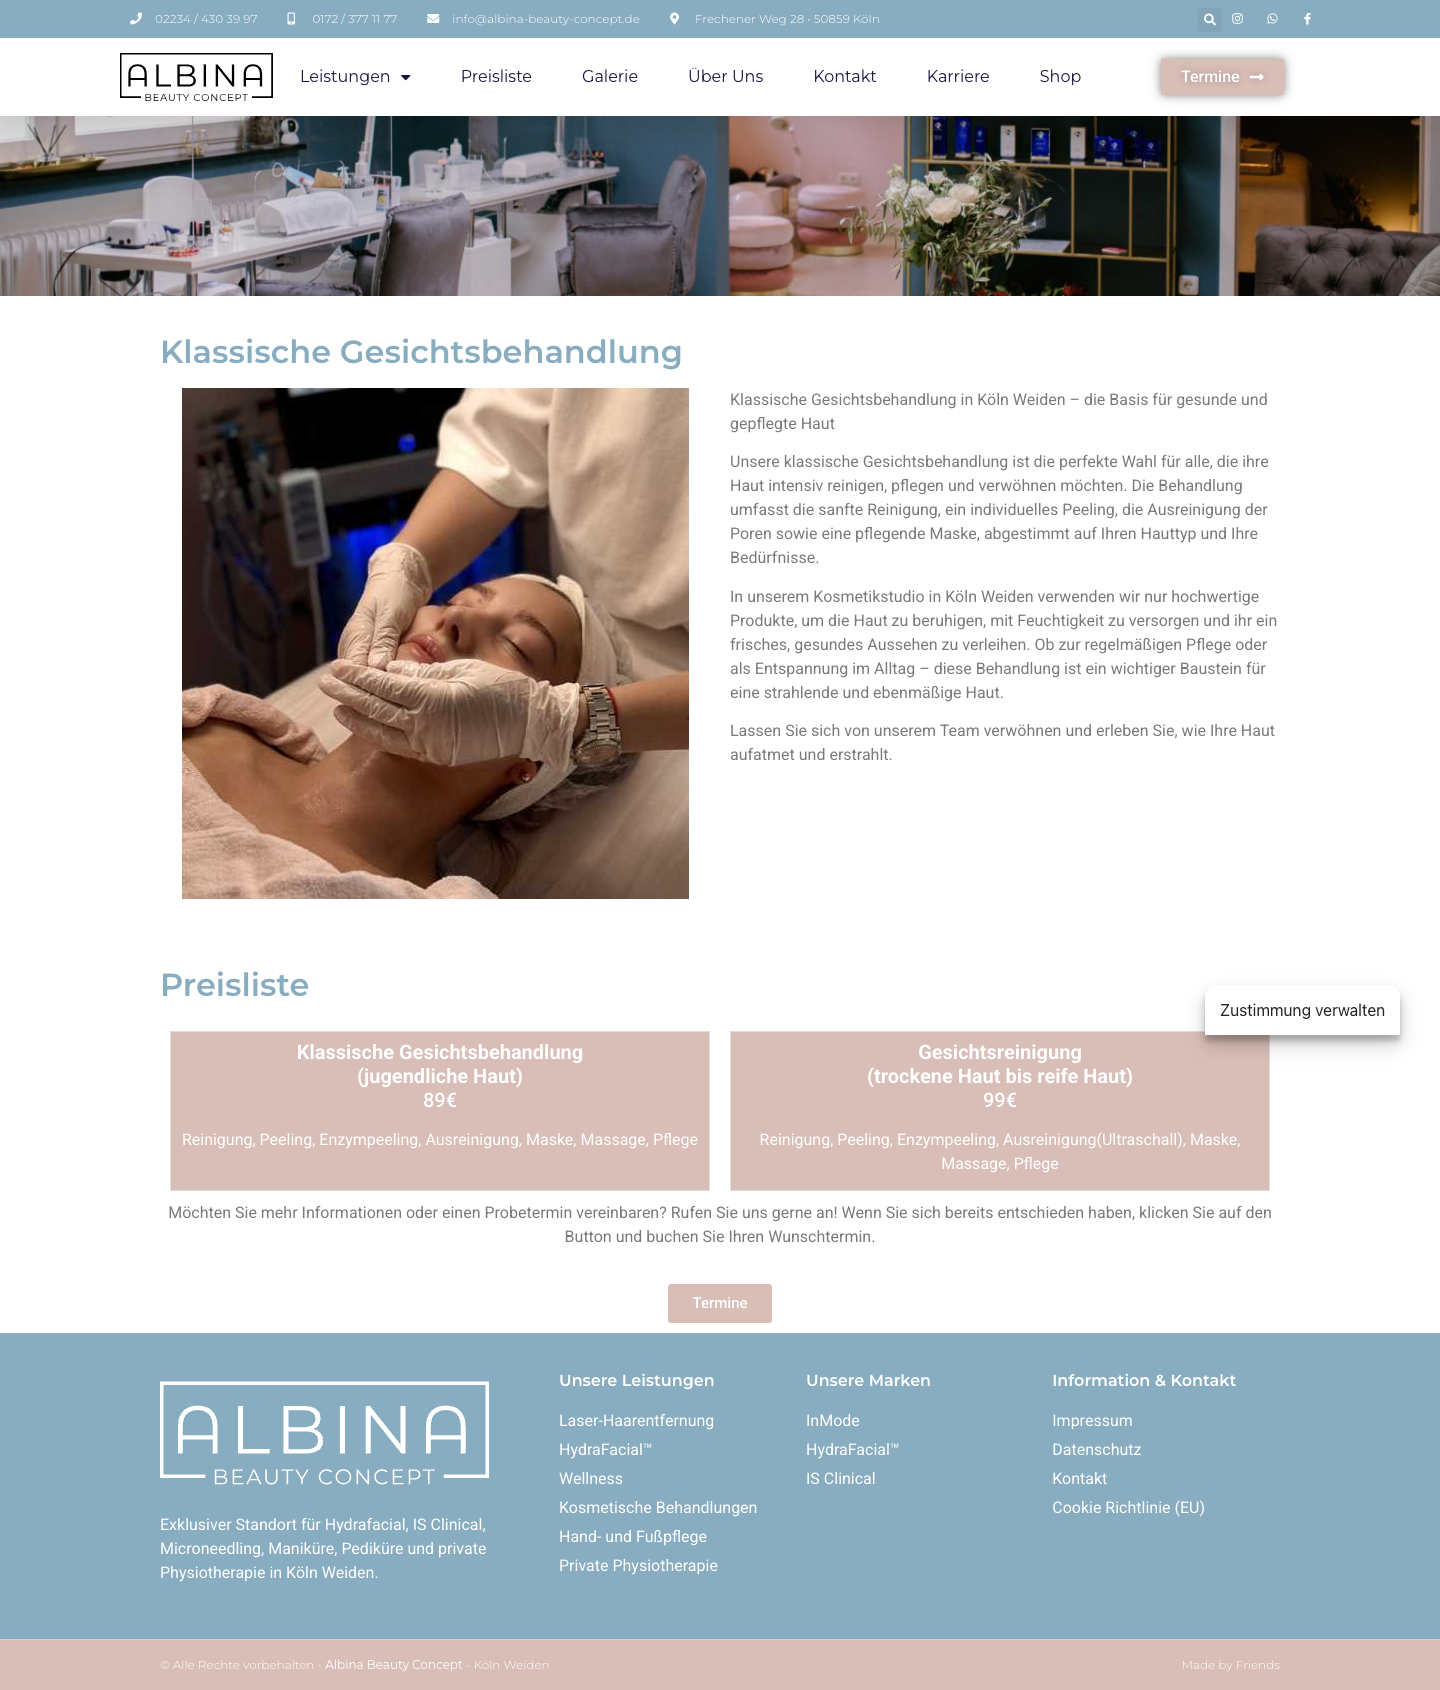 02234 / 430 39 97
0172 / 377 11 77
info@albina-beauty-concept.de
Frechener Weg 28 • 50859 Köln
ALBINA
BEAUTY CONCEPT
Leistungen
Preisliste
Galerie
Über Uns
Kontakt
Karriere
Shop
Termine
Klassische Gesichtsbehandlung
Klassische Gesichtsbehandlung in Köln Weiden – die Basis für gesunde und
gepflegte Haut
Unsere klassische Gesichtsbehandlung ist die perfekte Wahl für alle, die ihre
Haut intensiv reinigen, pflegen und verwöhnen möchten. Die Behandlung
umfasst die sanfte Reinigung, ein individuelles Peeling, die Ausreinigung der
Poren sowie eine pflegende Maske, abgestimmt auf Ihren Hauttyp und Ihre
Bedürfnisse.
In unserem Kosmetikstudio in Köln Weiden verwenden wir nur hochwertige
Produkte, um die Haut zu beruhigen, mit Feuchtigkeit zu versorgen und ihr ein
frisches, gesundes Aussehen zu verleihen. Ob zur regelmäßigen Pflege oder
als Entspannung im Alltag – diese Behandlung ist ein wichtiger Baustein für
eine strahlende und ebenmäßige Haut.
Lassen Sie sich von unserem Team verwöhnen und erleben Sie, wie Ihre Haut
aufatmet und erstrahlt.
Preisliste
Zustimmung verwalten
Klassische Gesichtsbehandlung
(jugendliche Haut)
89€
Reinigung, Peeling, Enzympeeling, Ausreinigung, Maske, Massage, Pflege
Gesichtsreinigung
(trockene Haut bis reife Haut)
99€
Reinigung, Peeling, Enzympeeling, Ausreinigung(Ultraschall), Maske,
Massage, Pflege
Möchten Sie mehr Informationen oder einen Probetermin vereinbaren? Rufen Sie uns gerne an! Wenn Sie sich bereits entschieden haben, klicken Sie auf den
Button und buchen Sie Ihren Wunschtermin.
Termine
ALBINA
BEAUTY CONCEPT
Exklusiver Standort für Hydrafacial, IS Clinical,
Microneedling, Maniküre, Pediküre und private
Physiotherapie in Köln Weiden.
Unsere Leistungen
Laser-Haarentfernung
HydraFacial™
Wellness
Kosmetische Behandlungen
Hand- und Fußpflege
Private Physiotherapie
Unsere Marken
InMode
HydraFacial™
IS Clinical
Information & Kontakt
Impressum
Datenschutz
Kontakt
Cookie Richtlinie (EU)
© Alle Rechte vorbehalten - Albina Beauty Concept - Köln Weiden
Made by Friends